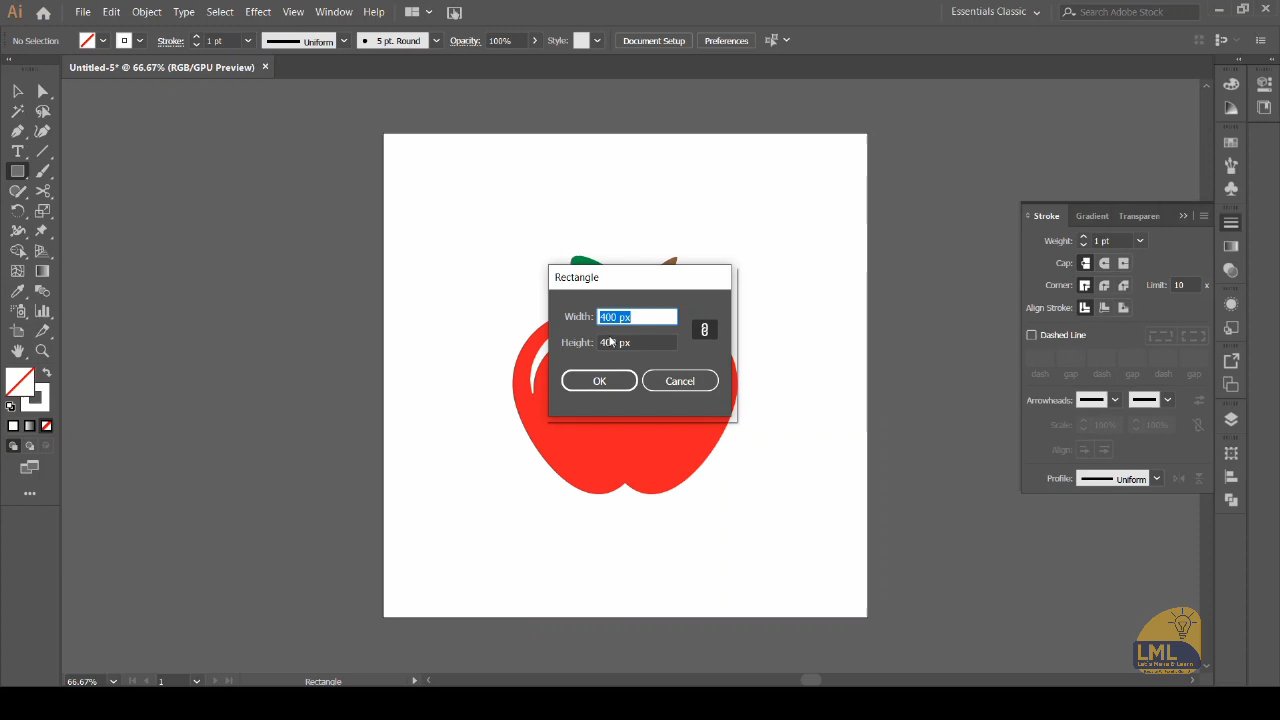 Ai File Edit Object Type Select Effect View Window Help Essentials Classic Search Adobe Stock
No Selection Stroke: 1 pt Uniform 5 pt. Round Opacity: 100% Style: Document Setup Preferences
Untitled-5* @ 66.67% (RGB/GPU Preview)
Stroke Gradient Transparen
Weight: 1 pt
Cap:
Corner: Limit: 10 x
Align Stroke:
Dashed Line
dash gap dash gap dash gap
Arrowheads:
Scale: 100% 100%
Align:
Profile: Uniform
Rectangle
Width: 400 px
Height: 400 px
OK Cancel
LML
Let's More & Learn
66.67% 1 Rectangle